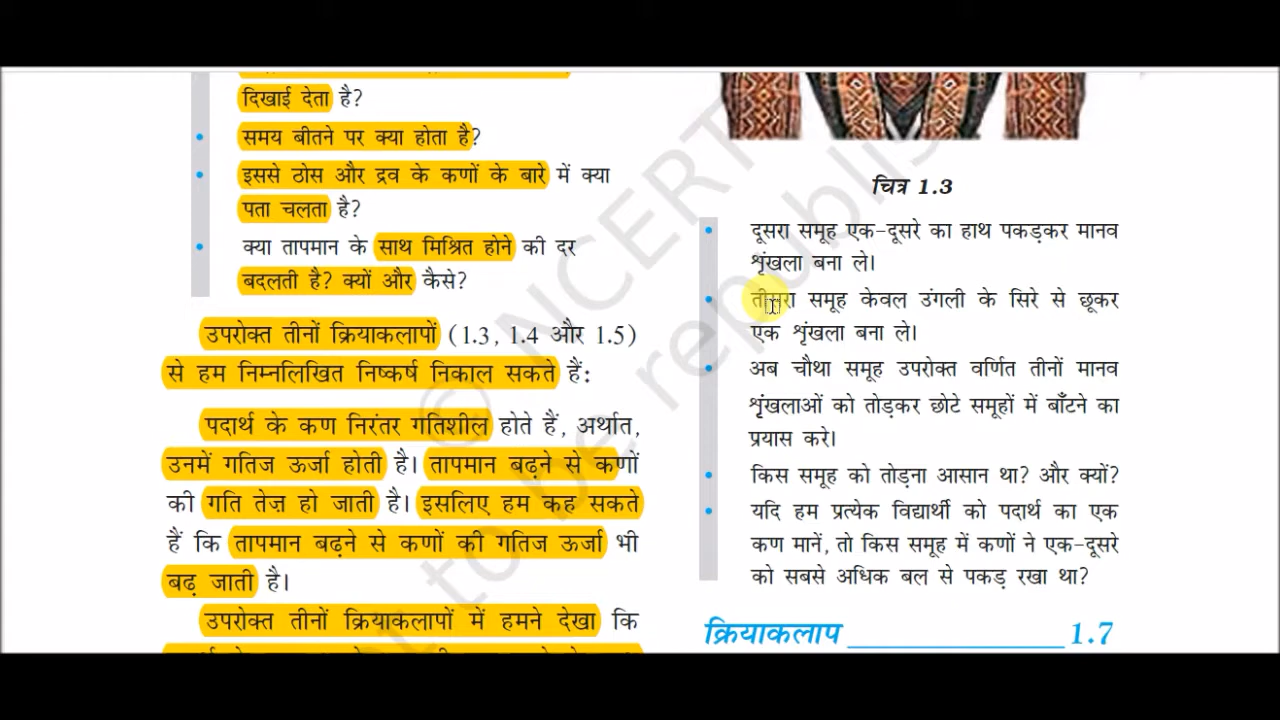 दिखाई देता है?
• समय बीतने पर क्या होता है?
• इससे ठोस और द्रव के कणों के बारे में क्या
पता चलता है?
• क्या तापमान के साथ मिश्रित होने की दर
बदलती है? क्यों और कैसे?
उपरोक्त तीनों क्रियाकलापों (1.3, 1.4 और 1.5)
से हम निम्नलिखित निष्कर्ष निकाल सकते हैं:
पदार्थ के कण निरंतर गतिशील होते हैं, अर्थात,
उनमें गतिज ऊर्जा होती है। तापमान बढ़ने से कणों
की गति तेज़ हो जाती है। इसलिए हम कह सकते
हैं कि तापमान बढ़ने से कणों की गतिज ऊर्जा भी
बढ़ जाती है।
उपरोक्त तीनों क्रियाकलापों में हमने देखा कि
चित्र 1.3
• दूसरा समूह एक-दूसरे का हाथ पकड़कर मानव
शृंखला बना ले।
• तीसरा समूह केवल उंगली के सिरे से छूकर
एक शृंखला बना ले।
• अब चौथा समूह उपरोक्त वर्णित तीनों मानव
शृंखलाओं को तोड़कर छोटे समूहों में बाँटने का
प्रयास करे।
• किस समूह को तोड़ना आसान था? और क्यों?
• यदि हम प्रत्येक विद्यार्थी को पदार्थ का एक
कण मानें, तो किस समूह में कणों ने एक-दूसरे
को सबसे अधिक बल से पकड़ रखा था?
क्रियाकलाप ____________ 1.7
© NCERT
to be republis